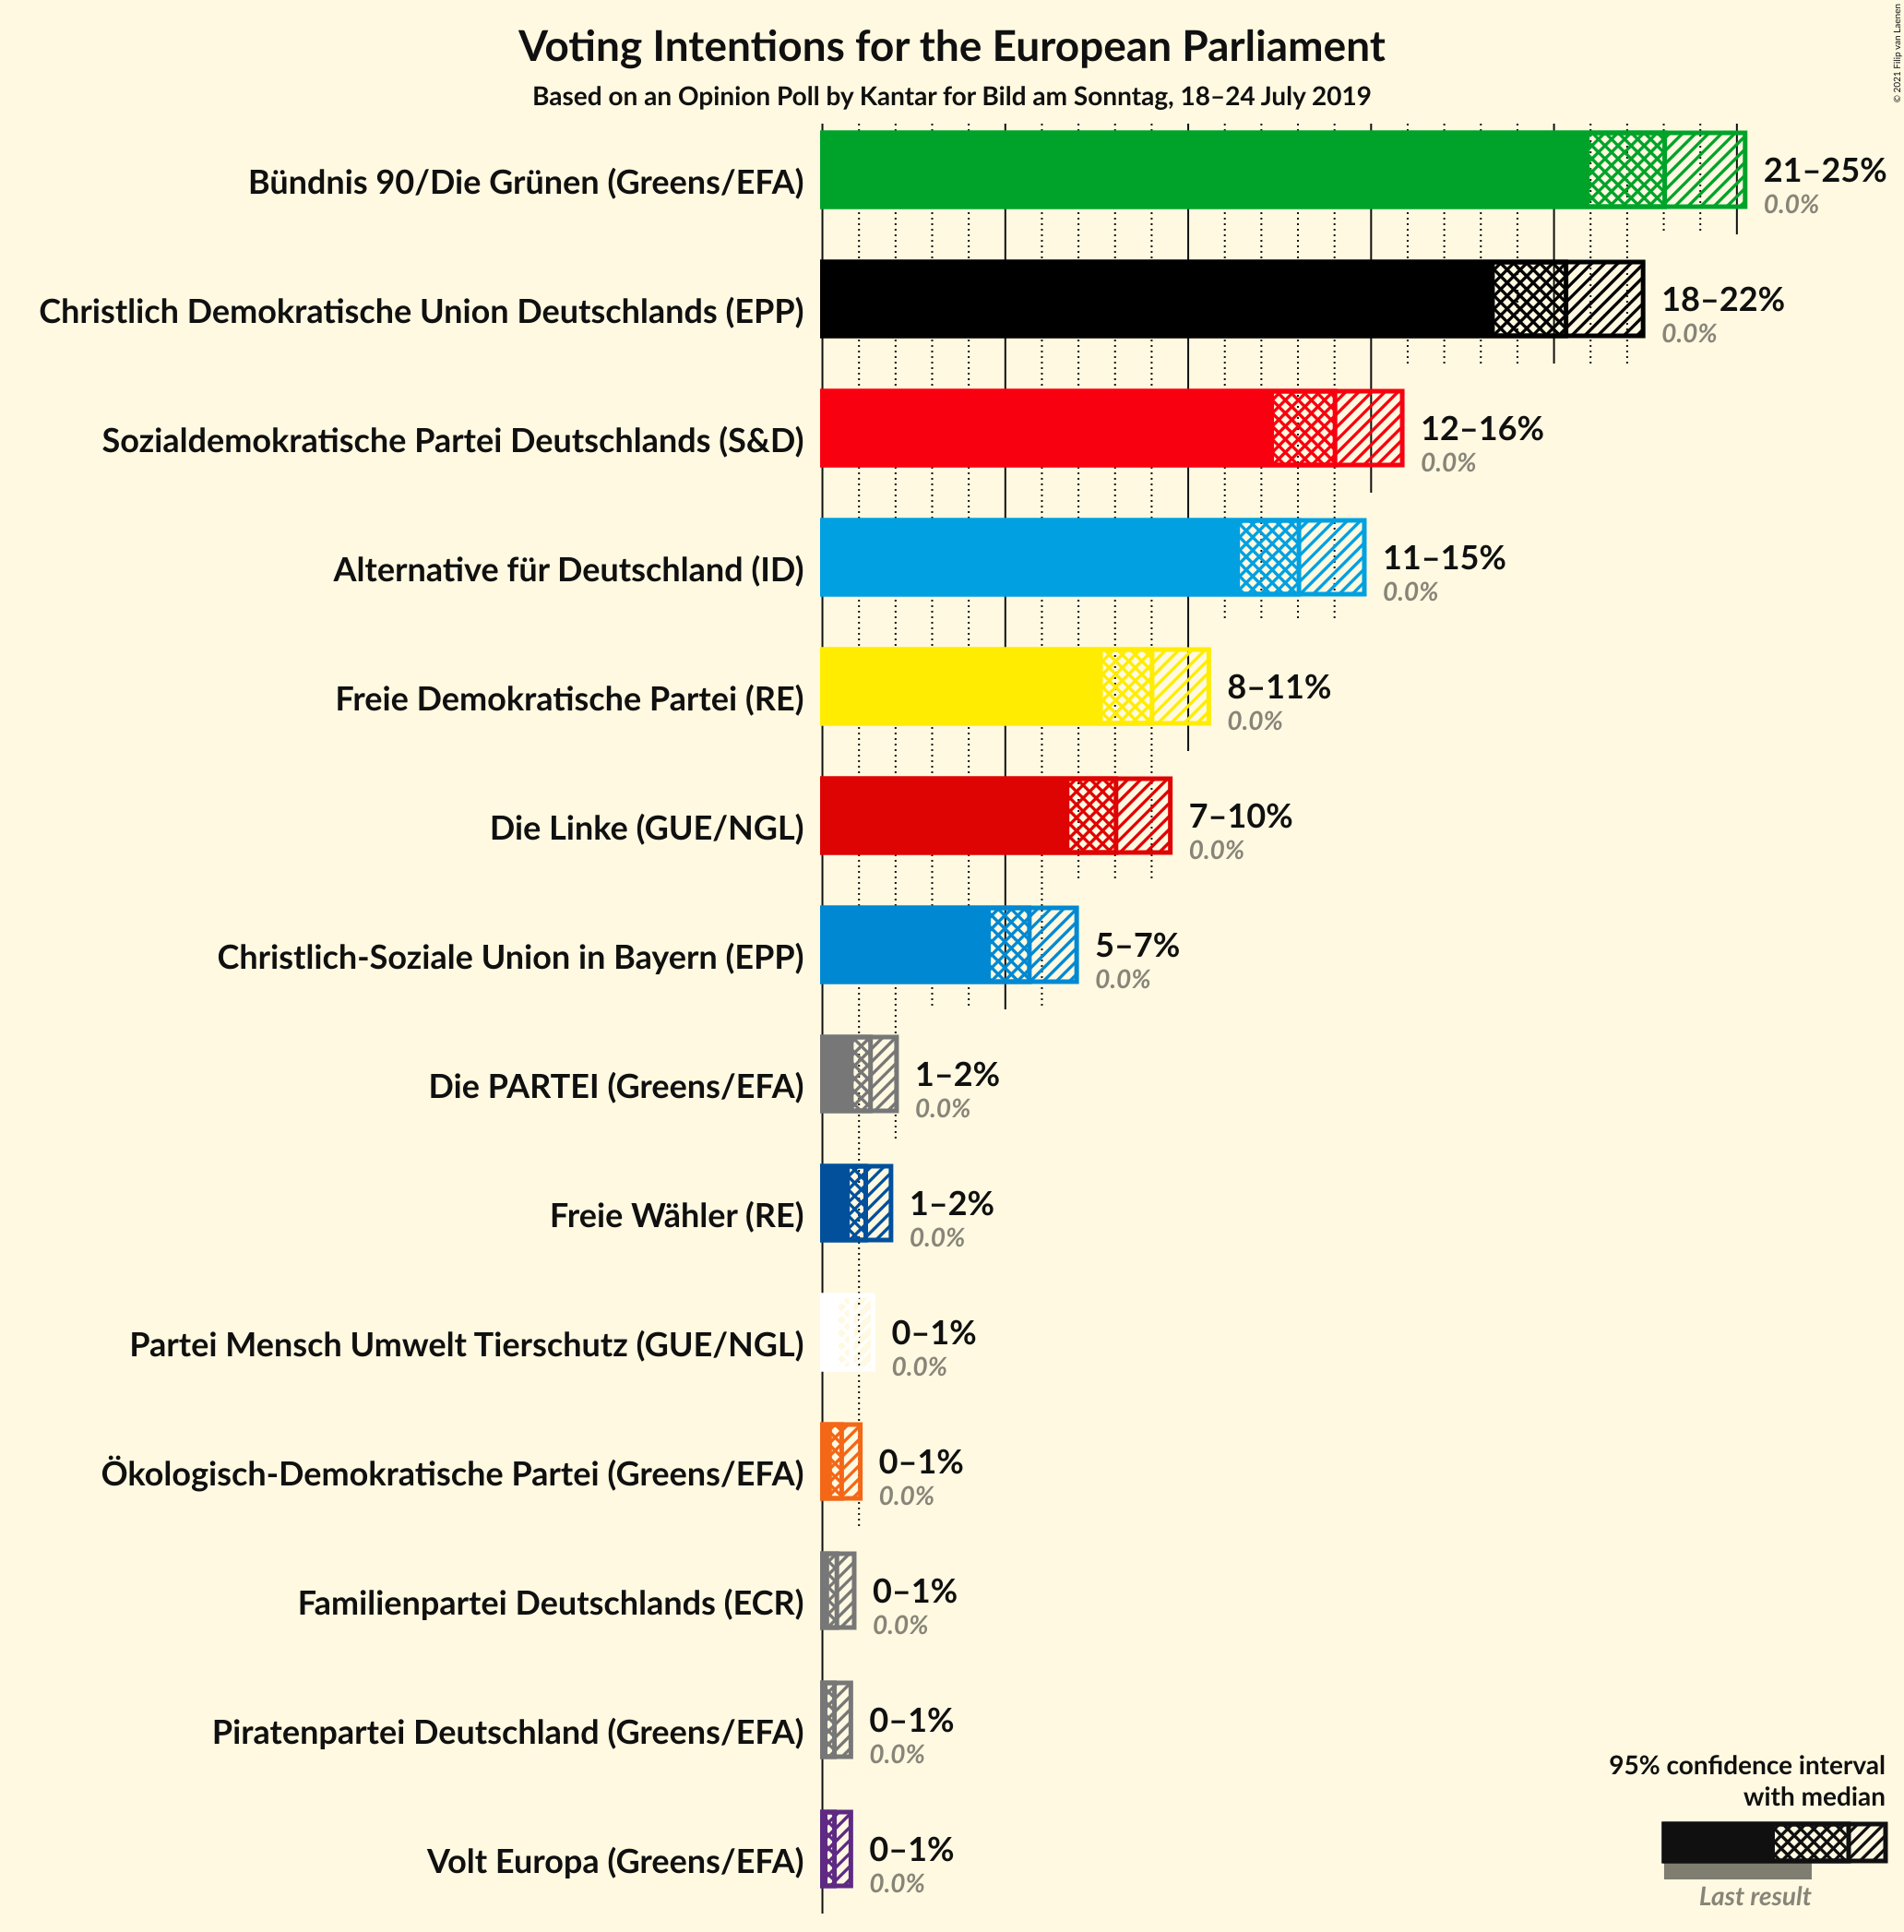 Voting Intentions for the European Parliament
Based on an Opinion Poll by Kantar for Bild am Sonntag, 18–24 July 2019
© 2021 Filip van Laenen
Bündnis 90/Die Grünen (Greens/EFA)
21–25%
0.0%
Christlich Demokratische Union Deutschlands (EPP)
18–22%
0.0%
Sozialdemokratische Partei Deutschlands (S&D)
12–16%
0.0%
Alternative für Deutschland (ID)
11–15%
0.0%
Freie Demokratische Partei (RE)
8–11%
0.0%
Die Linke (GUE/NGL)
7–10%
0.0%
Christlich-Soziale Union in Bayern (EPP)
5–7%
0.0%
Die PARTEI (Greens/EFA)
1–2%
0.0%
Freie Wähler (RE)
1–2%
0.0%
Partei Mensch Umwelt Tierschutz (GUE/NGL)
0–1%
0.0%
Ökologisch-Demokratische Partei (Greens/EFA)
0–1%
0.0%
Familienpartei Deutschlands (ECR)
0–1%
0.0%
Piratenpartei Deutschland (Greens/EFA)
0–1%
0.0%
Volt Europa (Greens/EFA)
0–1%
0.0%
95% confidence interval
with median
Last result